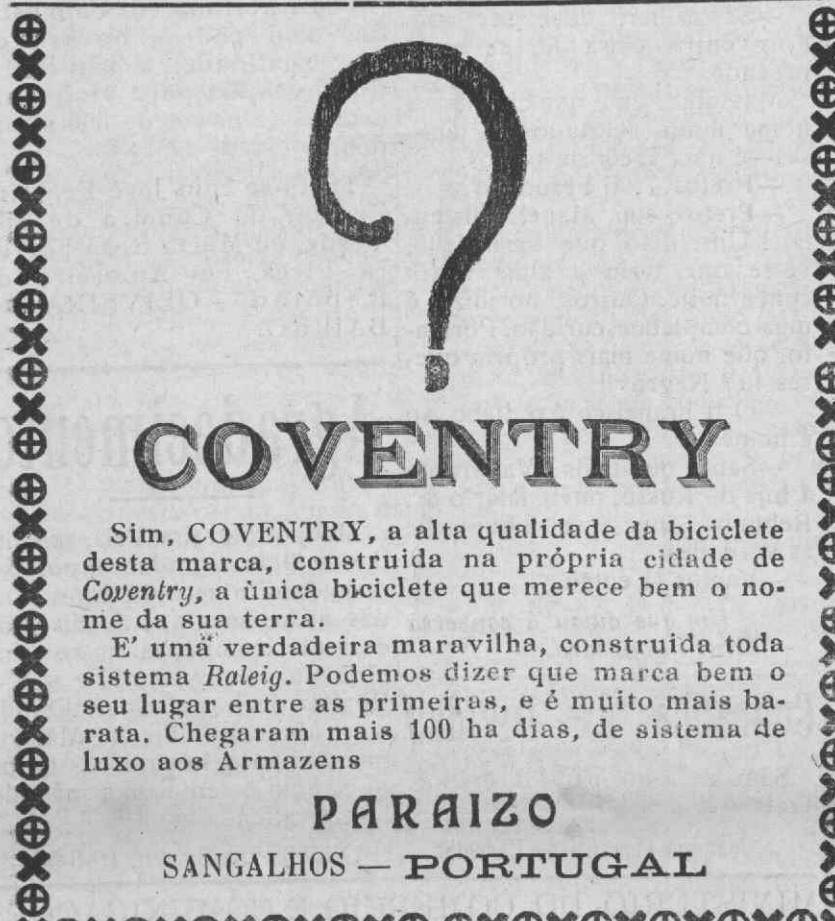 ?
COVENTRY
Sim, COVENTRY, a alta qualidade da biciclete
desta marca, construida na própria cidade de
Coventry, a ùnica biciclete que merece bem o no-
me da sua terra.
E' uma verdadeira maravilha, construida toda
sistema Raleig. Podemos dizer que marca bem o
seu lugar entre as primeiras, e é muito mais ba-
rata. Chegaram mais 100 ha dias, de sistema de
luxo aos Armazens
PARAIZO
SANGALHOS — PORTUGAL